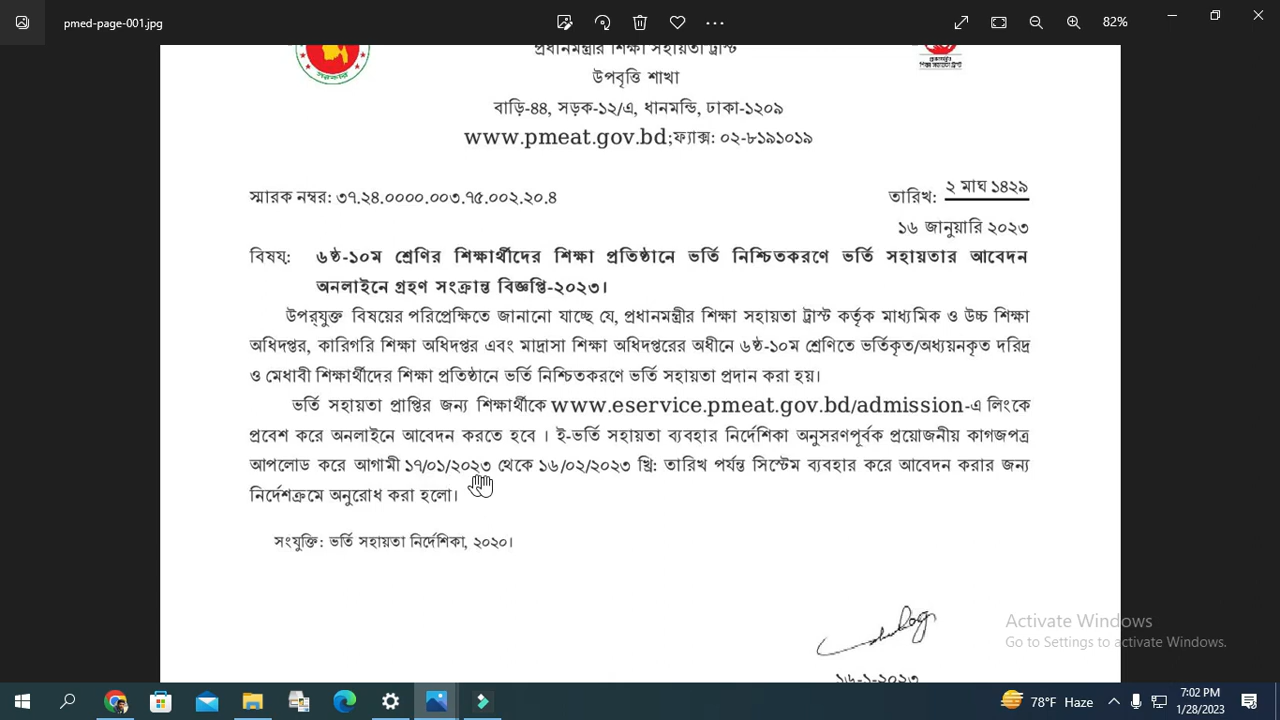 pmed-page-001.jpg
82%
প্রধানমন্ত্রীর শিক্ষা সহায়তা ট্রাস্ট
উপবৃত্তি শাখা
বাড়ি-৪৪, সড়ক-১২/এ, ধানমন্ডি, ঢাকা-১২০৯
www.pmeat.gov.bd;ফ্যাক্স: ০২-৮১৯১০১৯
সরকার
স্মারক নম্বর: ৩৭.২৪.০০০০.০০৩.৭৫.০০২.২০.৪
তারিখ: ২ মাঘ ১৪২৯
১৬ জানুয়ারি ২০২৩
বিষয়: ৬ষ্ঠ-১০ম শ্রেণির শিক্ষার্থীদের শিক্ষা প্রতিষ্ঠানে ভর্তি নিশ্চিতকরণে ভর্তি সহায়তার আবেদন
অনলাইনে গ্রহণ সংক্রান্ত বিজ্ঞপ্তি-২০২৩।
উপর্যুক্ত বিষয়ের পরিপ্রেক্ষিতে জানানো যাচ্ছে যে, প্রধানমন্ত্রীর শিক্ষা সহায়তা ট্রাস্ট কর্তৃক মাধ্যমিক ও উচ্চ শিক্ষা
অধিদপ্তর, কারিগরি শিক্ষা অধিদপ্তর এবং মাদ্রাসা শিক্ষা অধিদপ্তরের অধীনে ৬ষ্ঠ-১০ম শ্রেণিতে ভর্তিকৃত/অধ্যয়নকৃত দরিদ্র
ও মেধাবী শিক্ষার্থীদের শিক্ষা প্রতিষ্ঠানে ভর্তি নিশ্চিতকরণে ভর্তি সহায়তা প্রদান করা হয়।
ভর্তি সহায়তা প্রাপ্তির জন্য শিক্ষার্থীকে www.eservice.pmeat.gov.bd/admission-এ লিংকে
প্রবেশ করে অনলাইনে আবেদন করতে হবে । ই-ভর্তি সহায়তা ব্যবহার নির্দেশিকা অনুসরণপূর্বক প্রয়োজনীয় কাগজপত্র
আপলোড করে আগামী ১৭/০১/২০২৩ থেকে ১৬/০২/২০২৩ খ্রি: তারিখ পর্যন্ত সিস্টেম ব্যবহার করে আবেদন করার জন্য
নির্দেশক্রমে অনুরোধ করা হলো।
সংযুক্তি: ভর্তি সহায়তা নির্দেশিকা, ২০২০।
১৬-১-২০২৩
Activate Windows
Go to Settings to activate Windows.
78°F Haze
7:02 PM
1/28/2023